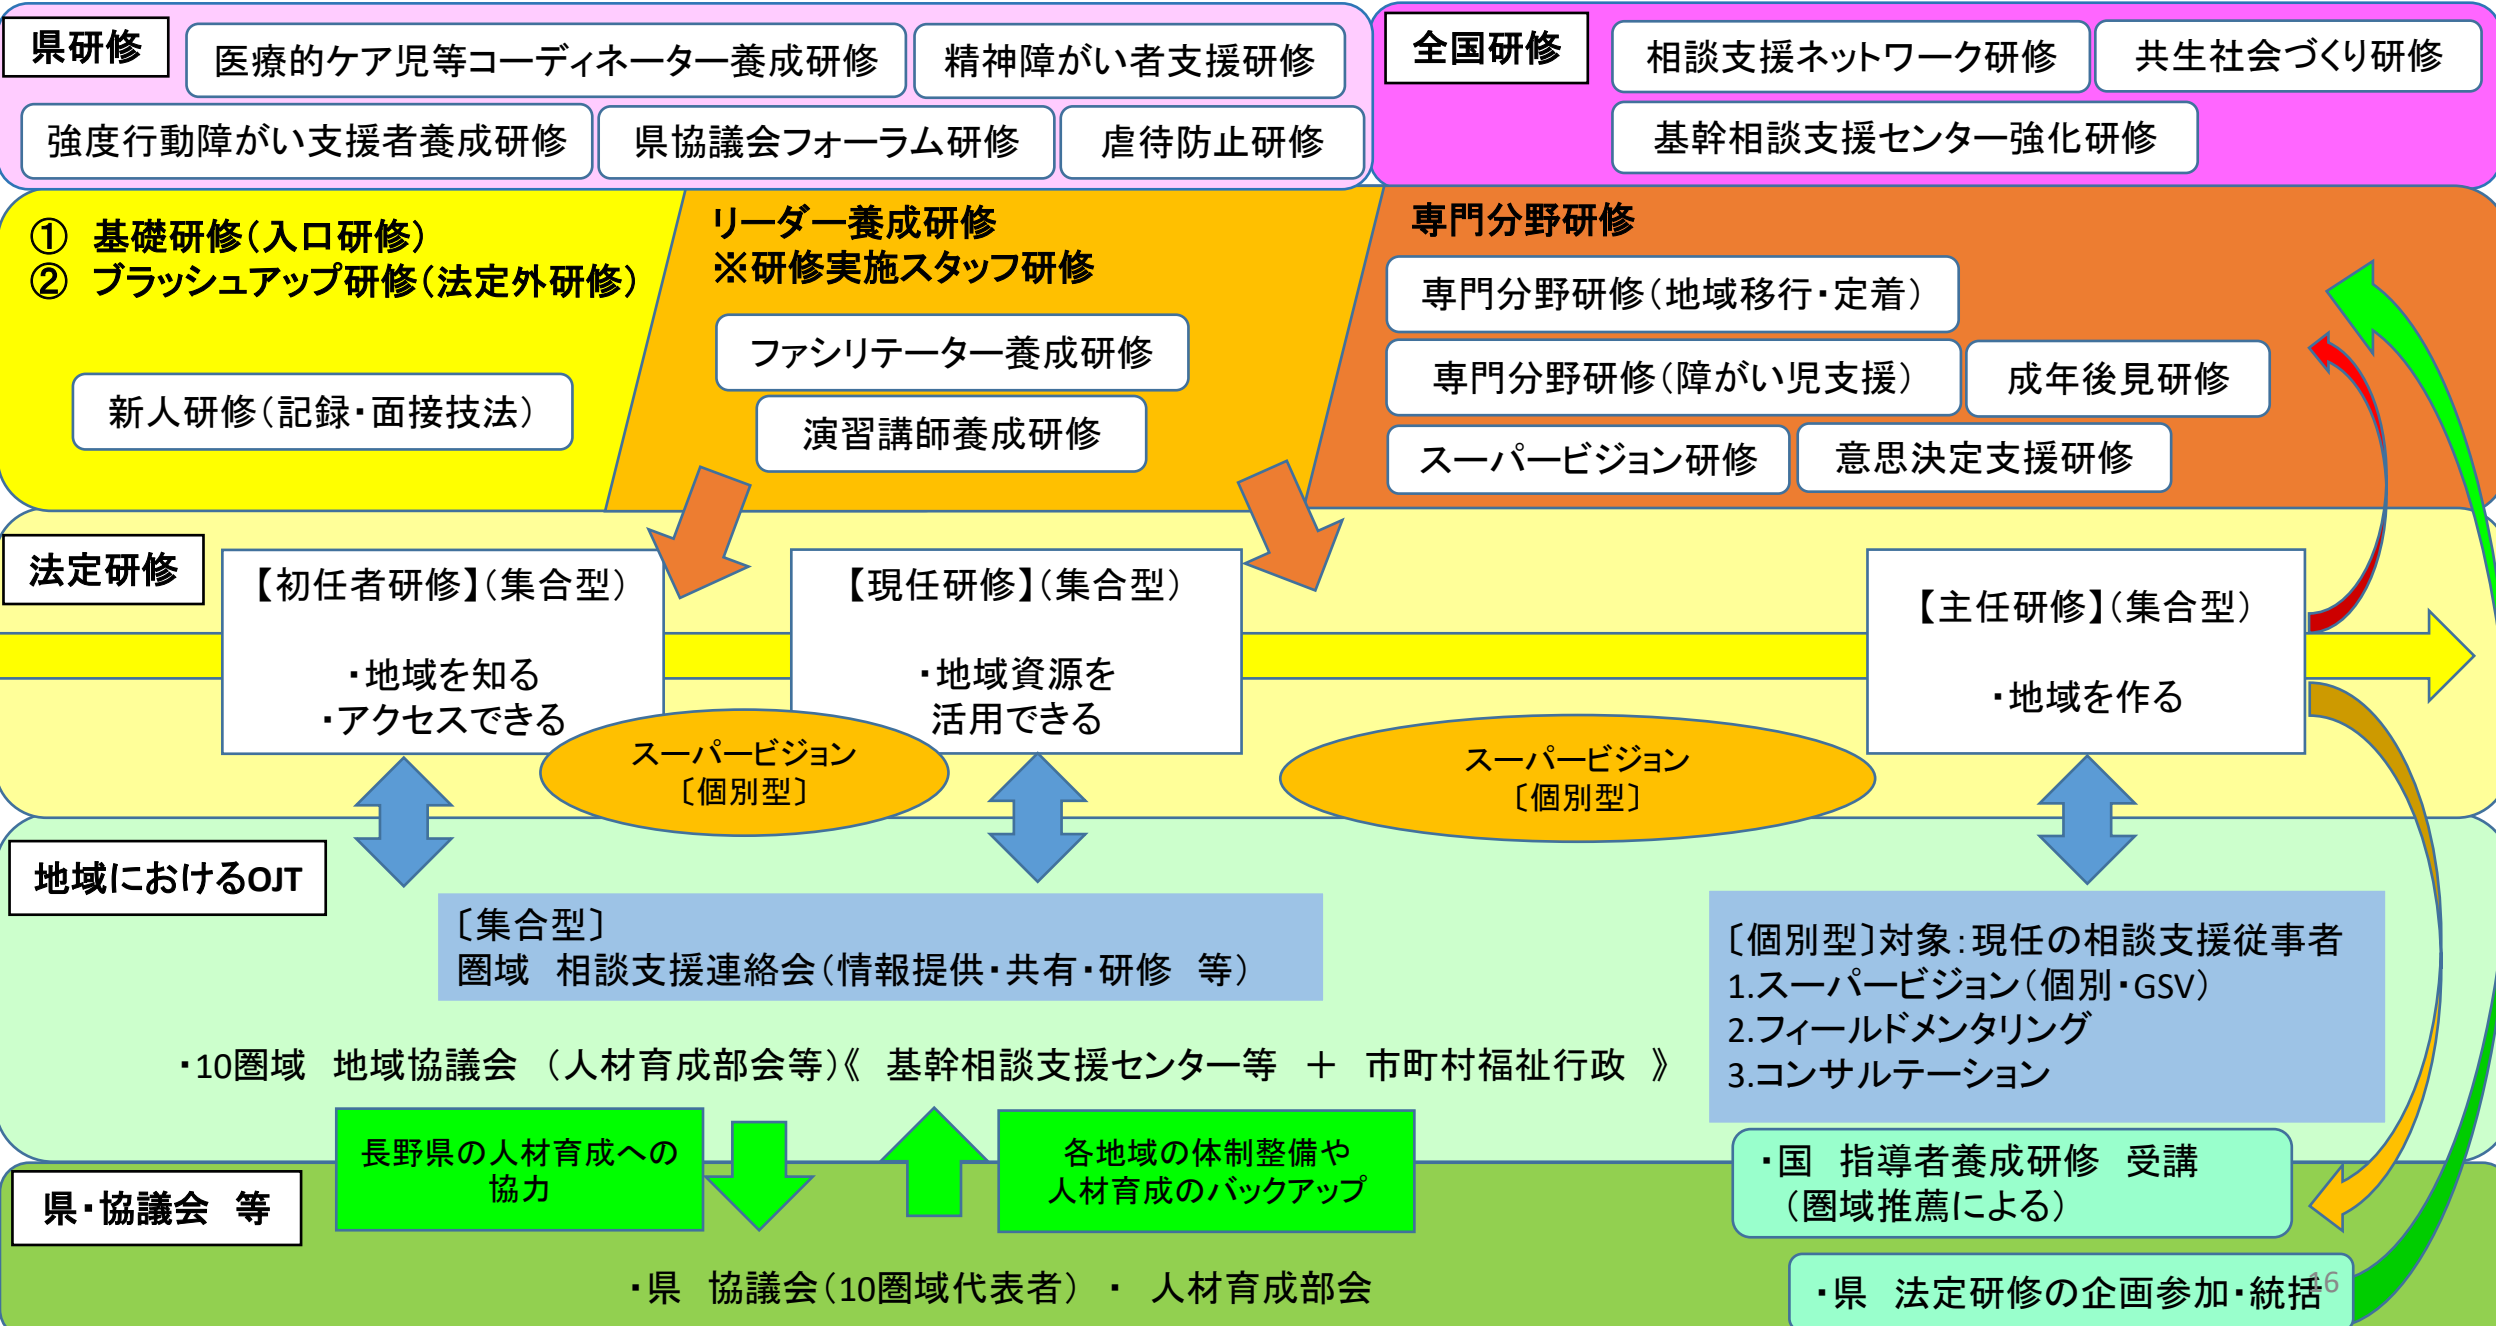 県研修
医療的ケア児等コーディネーター養成研修
精神障がい者支援研修
強度行動障がい支援者養成研修
県協議会フォーラム研修
虐待防止研修
全国研修
相談支援ネットワーク研修
共生社会づくり研修
基幹相談支援センター強化研修
①　基礎研修（入口研修）
②　ブラッシュアップ研修（法定外研修）
新人研修（記録・面接技法）
リーダー養成研修
※研修実施スタッフ研修
ファシリテーター養成研修
演習講師養成研修
専門分野研修
専門分野研修（地域移行・定着）
専門分野研修（障がい児支援）
成年後見研修
スーパービジョン研修
意思決定支援研修
法定研修
【初任者研修】（集合型）
・地域を知る
・アクセスできる
【現任研修】（集合型）
・地域資源を
活用できる
【主任研修】（集合型）
・地域を作る
スーパービジョン
〔個別型〕
スーパービジョン
〔個別型〕
地域におけるOJT
〔集合型〕
圏域　相談支援連絡会（情報提供・共有・研修　等）
〔個別型〕対象：現任の相談支援従事者
1.スーパービジョン（個別・GSV）
2.フィールドメンタリング
3.コンサルテーション
・10圏域　地域協議会　（人材育成部会等）《　基幹相談支援センター等　＋　市町村福祉行政　》
長野県の人材育成への
協力
各地域の体制整備や
人材育成のバックアップ
・国　指導者養成研修　受講
（圏域推薦による）
県・協議会　等
・県　協議会（10圏域代表者）　・　人材育成部会
・県　法定研修の企画参加・統括
16